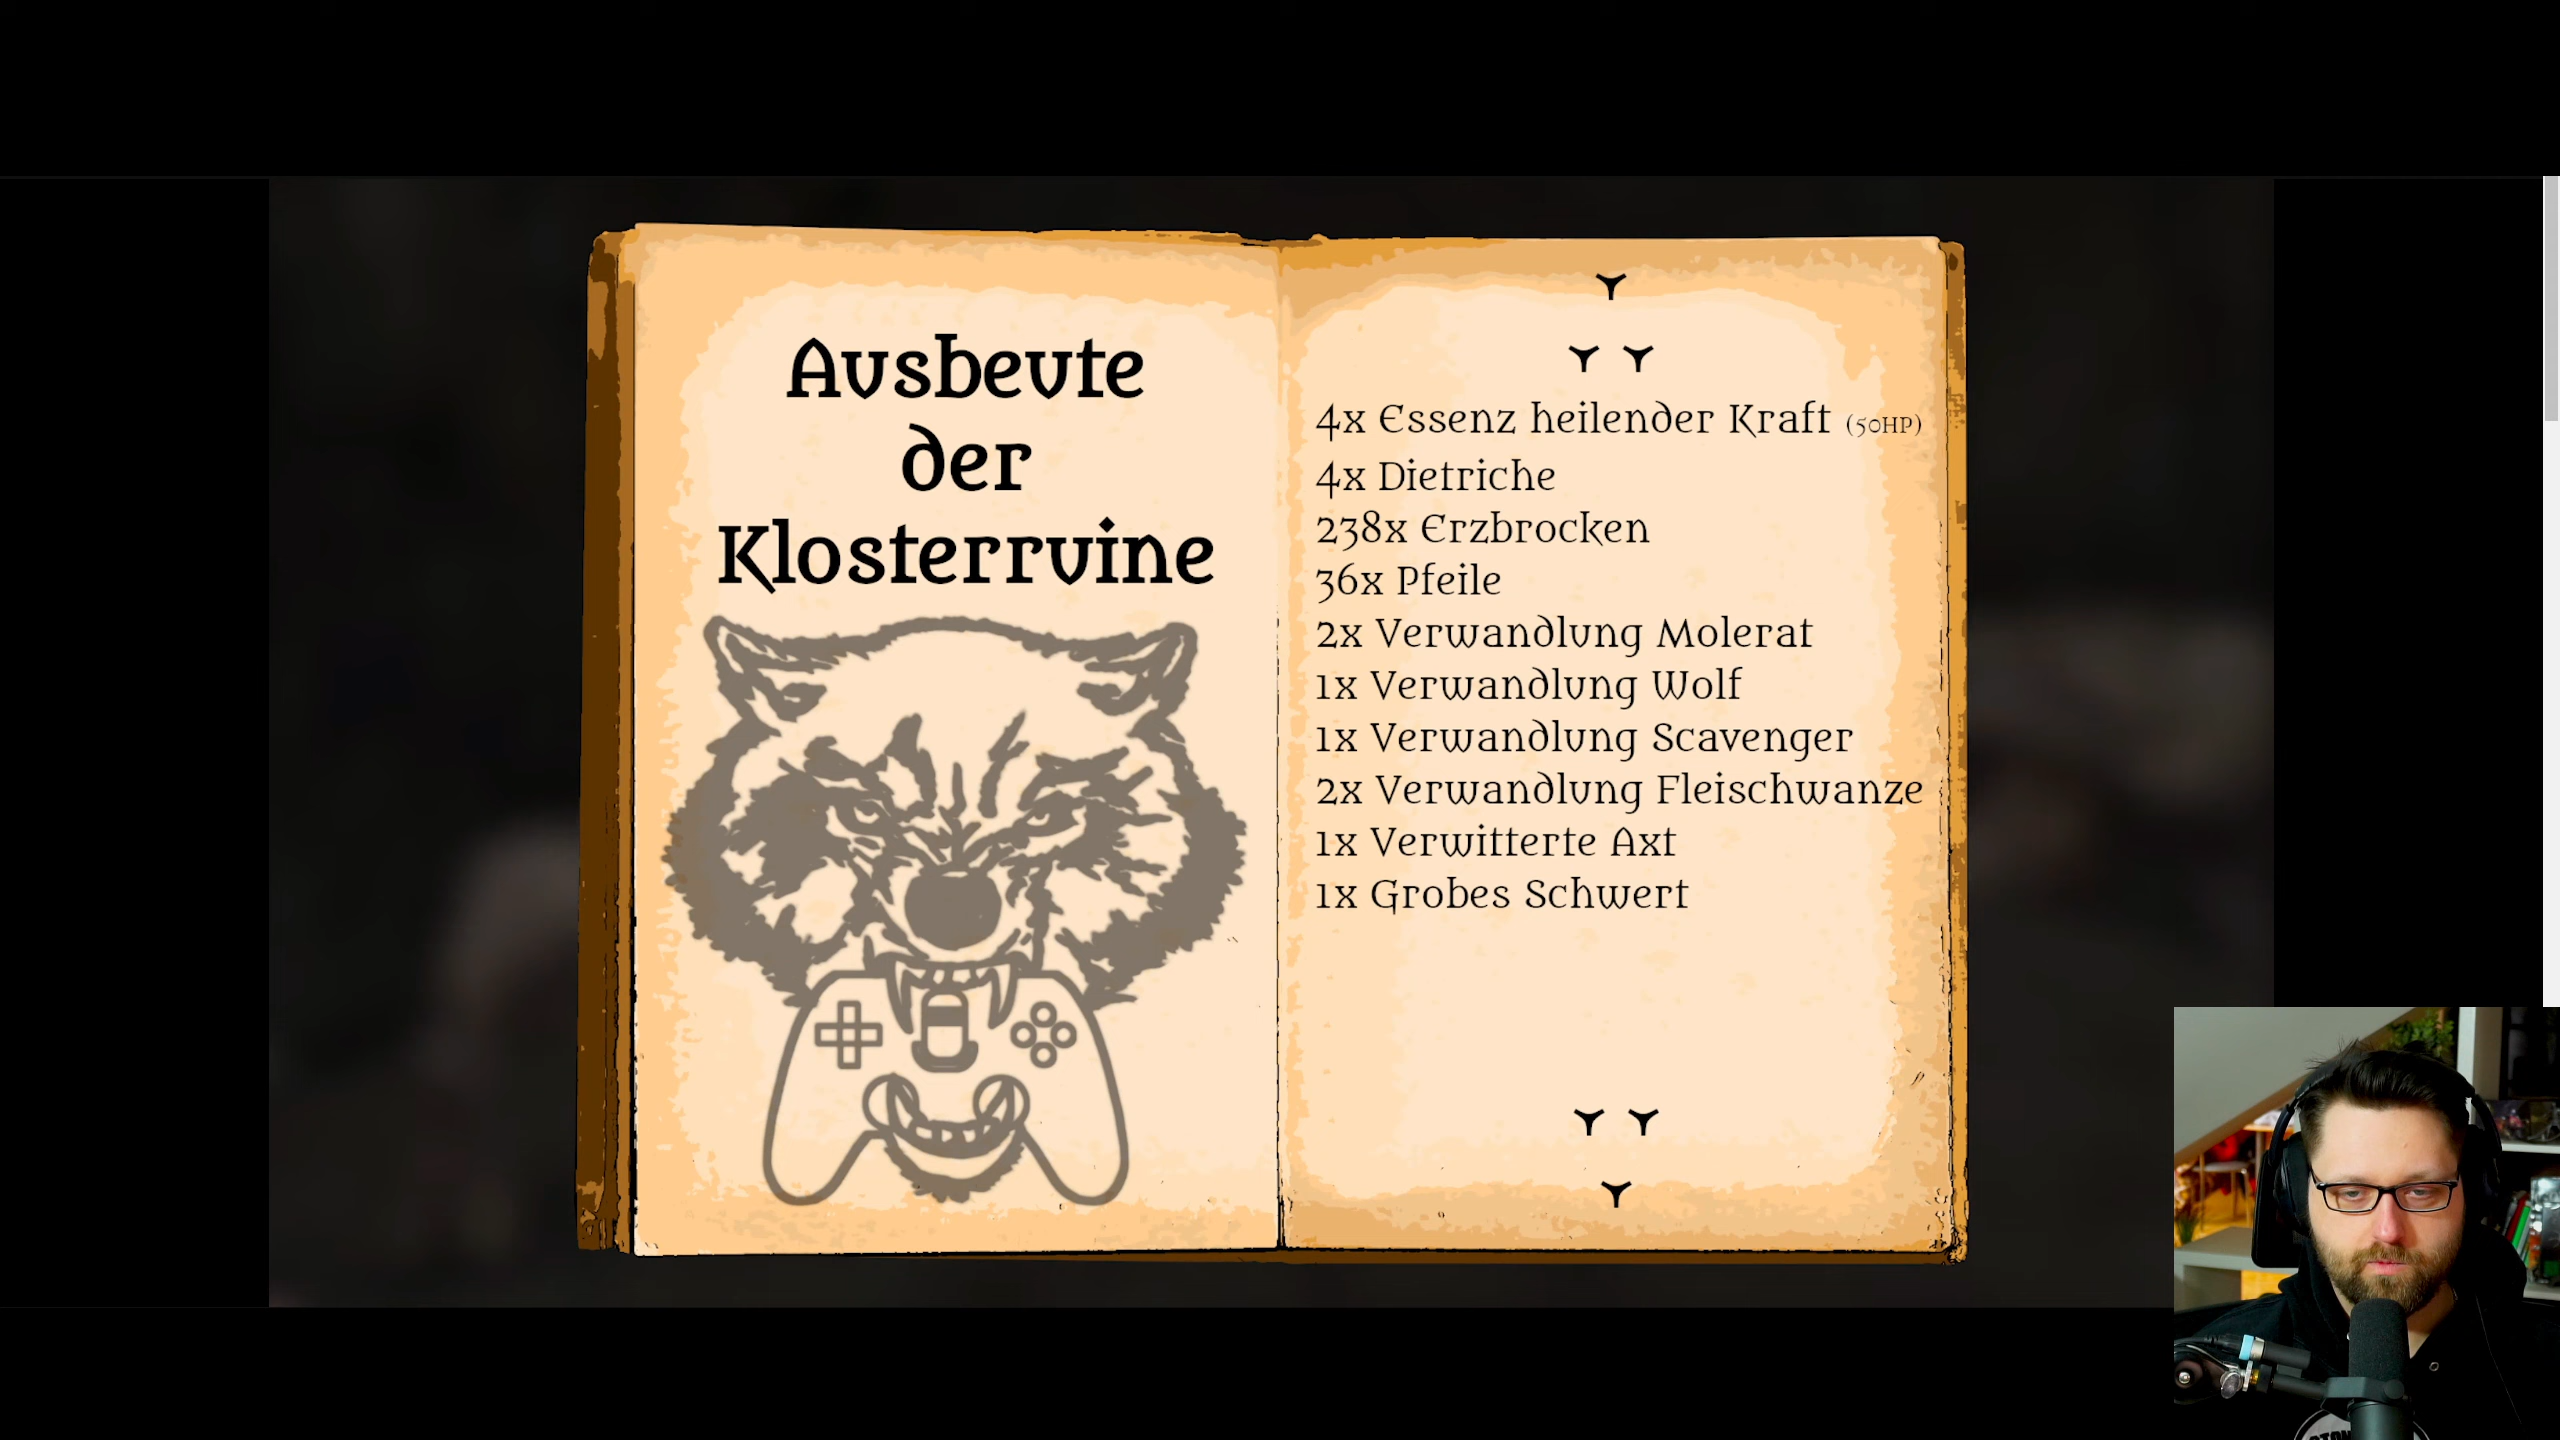 Ausbeute
der
Klosterruine
4x Essenz heilender Kraft (50HP)
4x Dietriche
238x Erzbrocken
36x Pfeile
2x Verwandlung Molerat
1x Verwandlung Wolf
1x Verwandlung Scavenger
2x Verwandlung Fleischwanze
1x Verwitterte Axt
1x Grobes Schwert